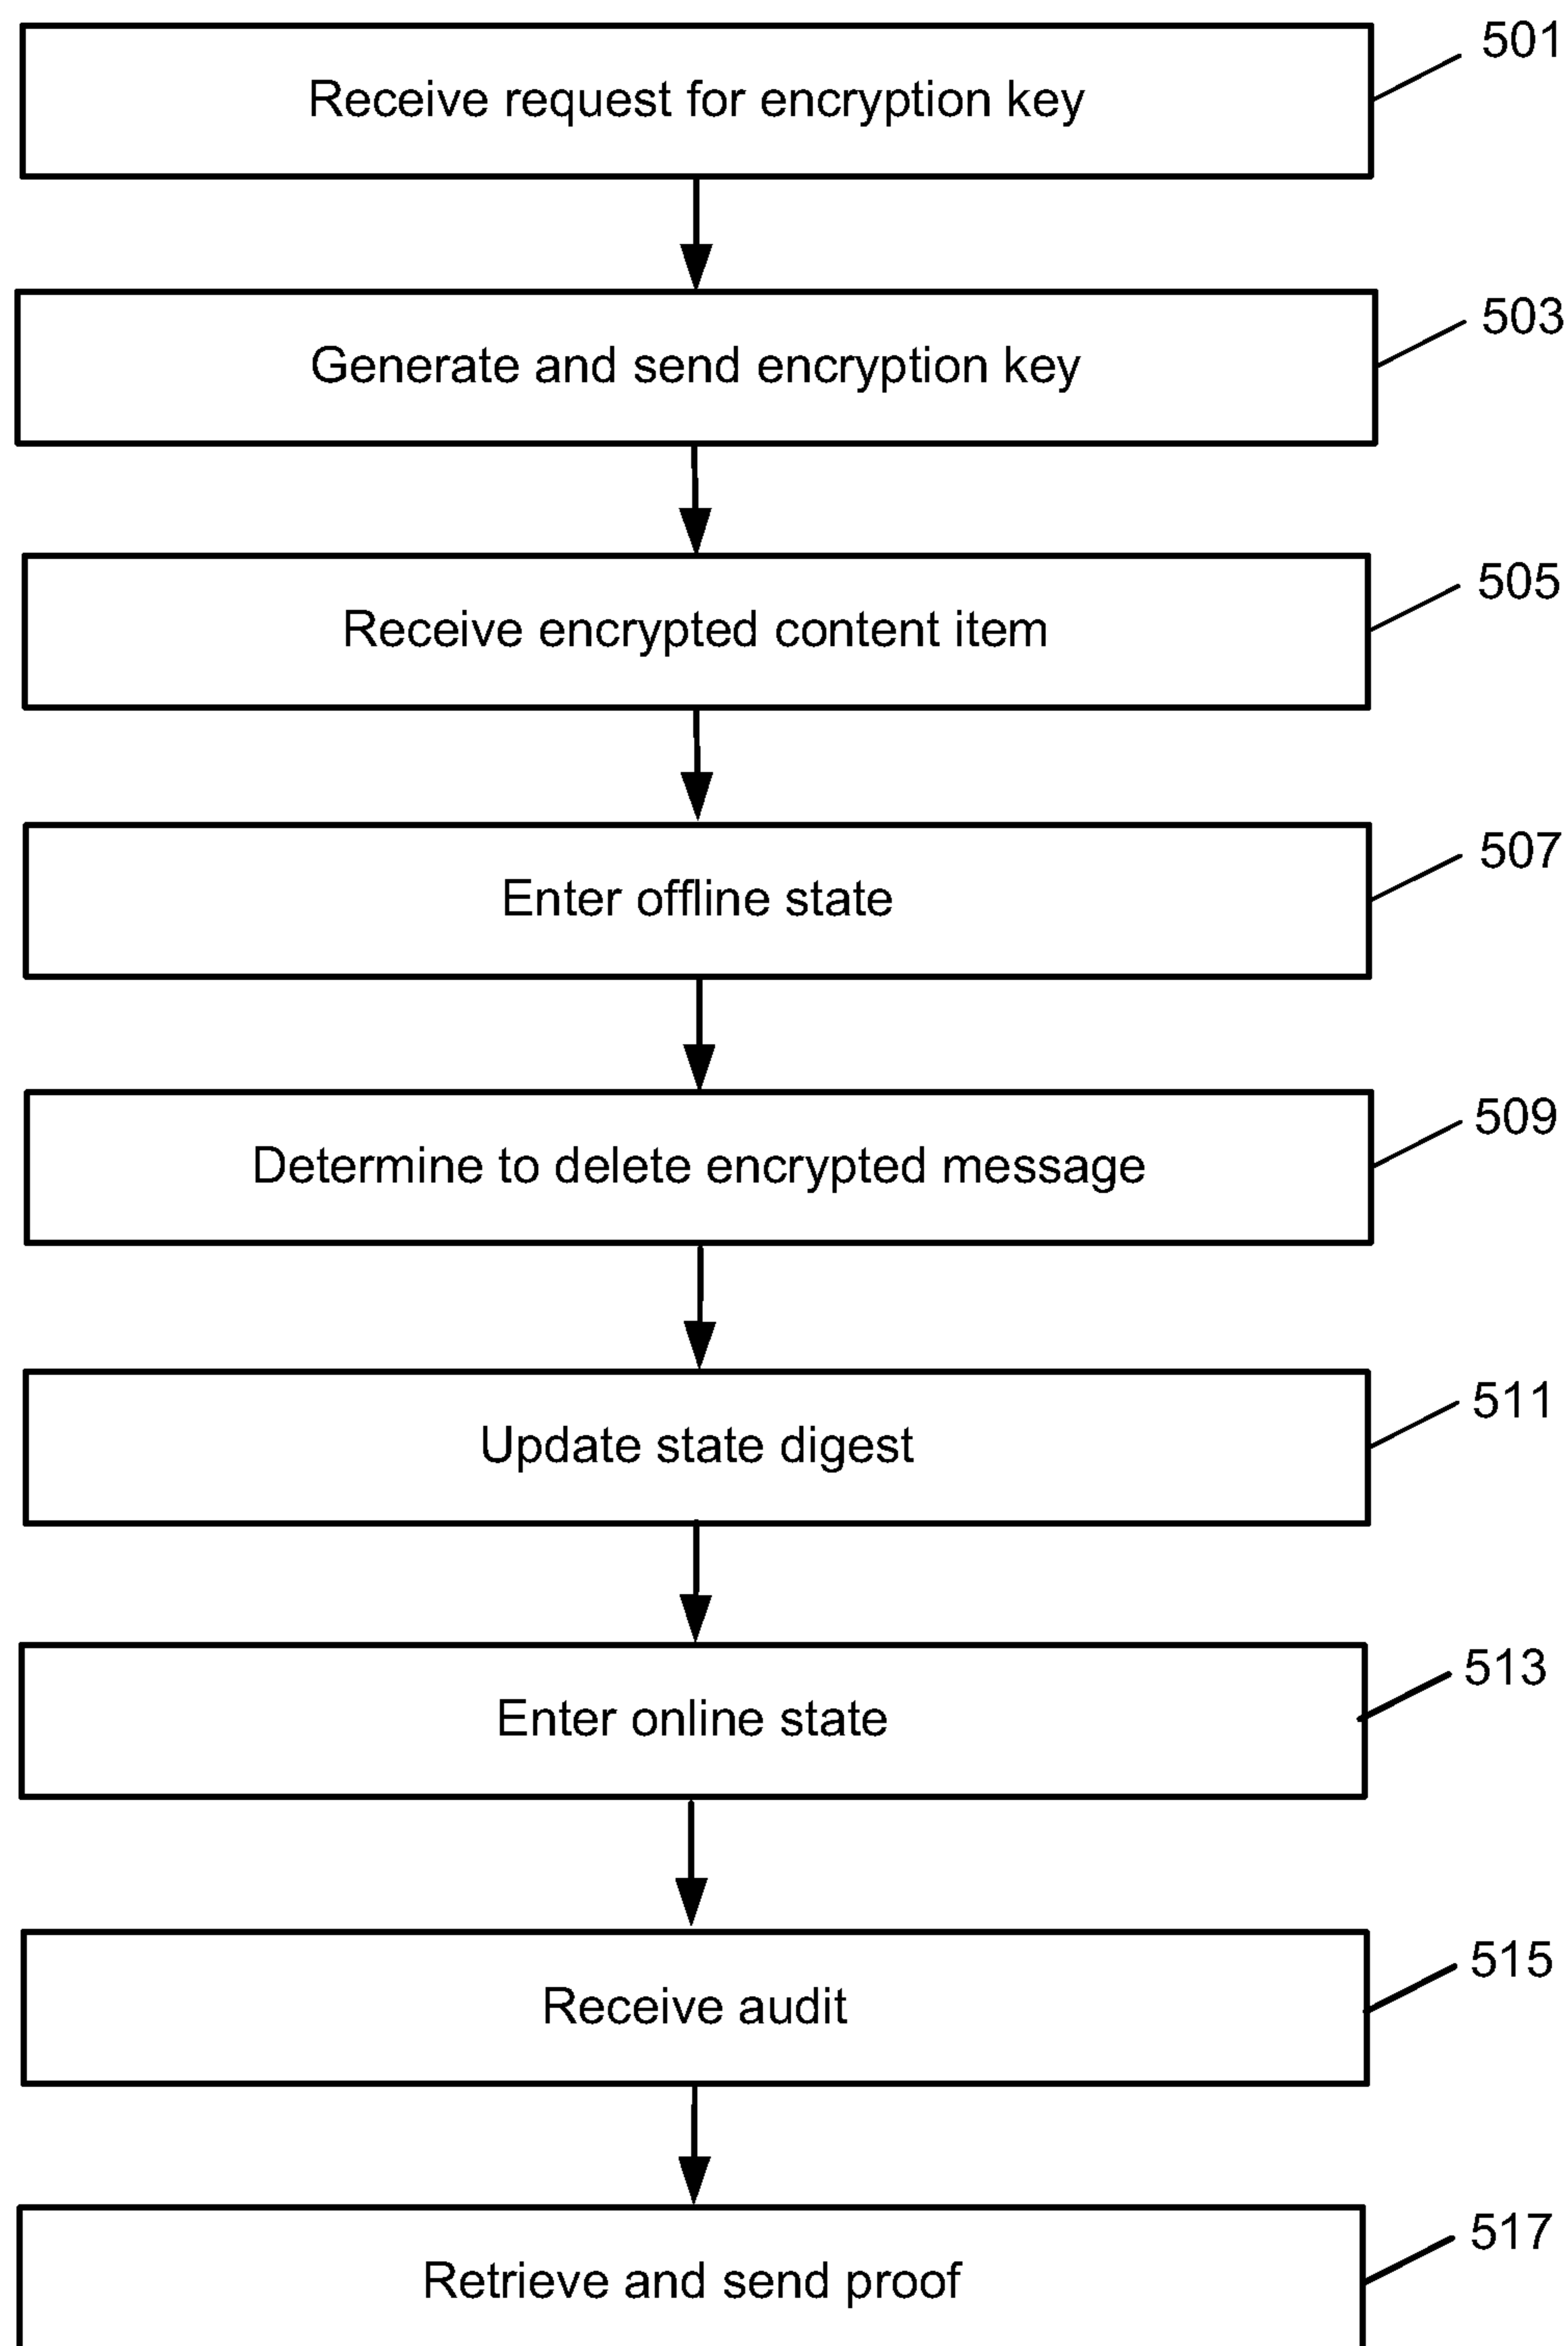 501
Receive request for encryption key
503
Generate and send encryption key
505
Receive encrypted content item
507
Enter offline state
509
Determine to delete encrypted message
511
Update state digest
513
Enter online state
515
Receive audit
517
Retrieve and send proof